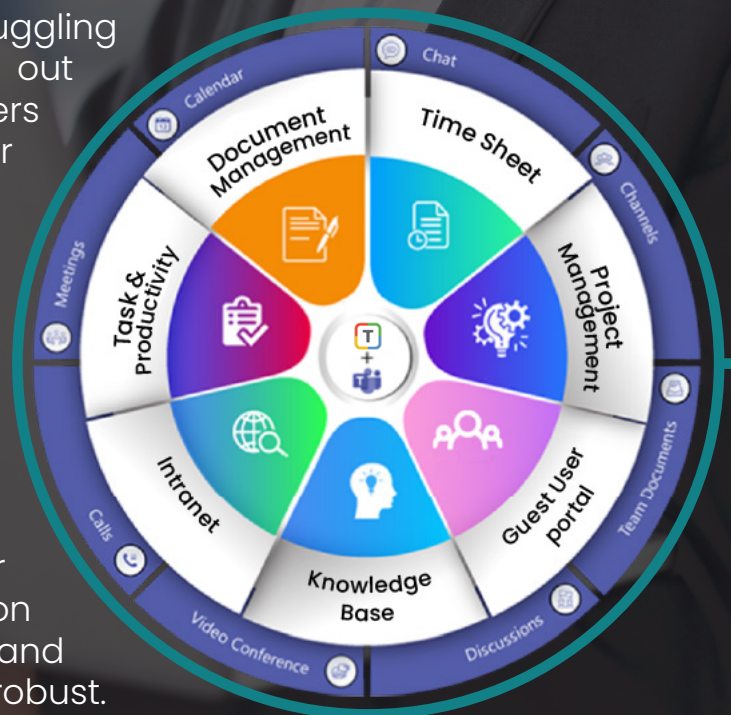 uggling
out
ers
r
Calendar
Chat
Document
Management
Time Sheet
Channels
Meetings
Task &
Productivity
Project
Management
T
+
T
Team Documents
Intranet
Guest User
portal
Calls
Knowledge
Base
Video Conference
Discussions
r
on
and
robust.